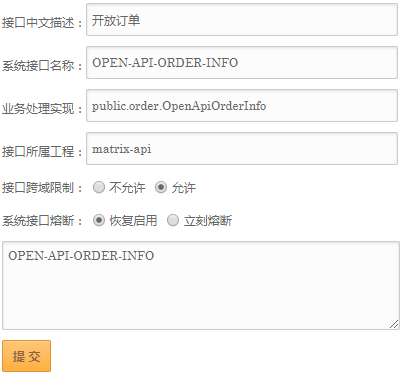 接口中文描述： 开放订单
系统接口名称： OPEN-API-ORDER-INFO
业务处理实现： public.order.OpenApiOrderInfo
接口所属工程： matrix-api
接口跨域限制： 不允许 允许
系统接口熔断： 恢复启用 立刻熔断
OPEN-API-ORDER-INFO
提 交